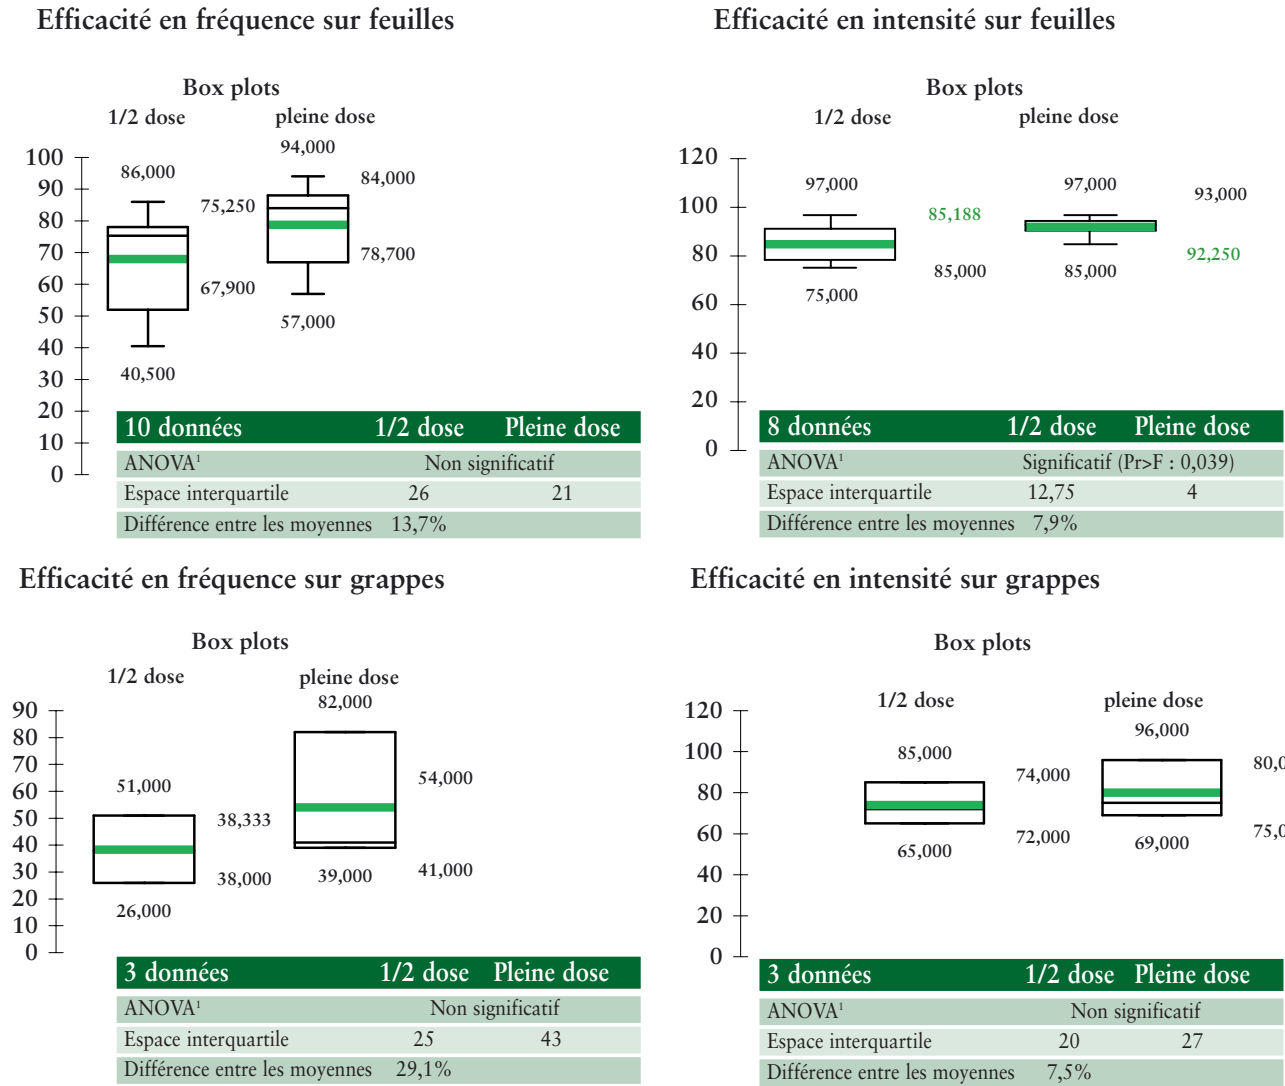 Efficacité en fréquence sur feuilles
Box plots
1/2 dose pleine dose
94,000
100
86,000
84,000
90
75,250
80
70
78,700
67,900
60
50
57,000
40
40,500
30
20
10
0
10 données 1/2 dose Pleine dose
ANOVA¹ Non significatif
Espace interquartile 26 21
Différence entre les moyennes 13,7%
Efficacité en intensité sur feuilles
Box plots
1/2 dose pleine dose
120
97,000 97,000 93,000
100
85,188
80
92,250
85,000 85,000
75,000
60
40
20
0
8 données 1/2 dose Pleine dose
ANOVA¹ Significatif (Pr>F : 0,039)
Espace interquartile 12,75 4
Différence entre les moyennes 7,9%
Efficacité en fréquence sur grappes
Box plots
1/2 dose pleine dose
82,000
90
80
70
51,000 54,000
60
50
38,333
40
30
38,000 39,000 41,000
20
26,000
10
0
3 données 1/2 dose Pleine dose
ANOVA¹ Non significatif
Espace interquartile 25 43
Différence entre les moyennes 29,1%
Efficacité en intensité sur grappes
Box plots
1/2 dose pleine dose
120
96,000
100
85,000 74,000 80,0
80
60
65,000 72,000 69,000 75,0
40
20
0
3 données 1/2 dose Pleine dose
ANOVA¹ Non significatif
Espace interquartile 20 27
Différence entre les moyennes 7,5%